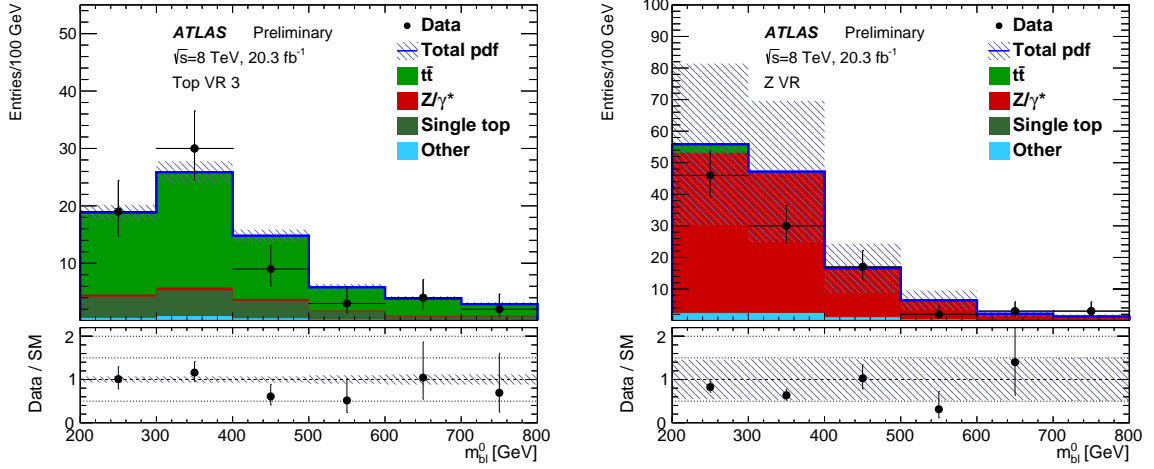 Entries/100 GeV
50
40
30
20
10
ATLAS Preliminary
√s=8 TeV, 20.3 fb⁻¹
Top VR 3
Data
Total pdf
tt̄
Z/γ*
Single top
Other
Data / SM
2
1
0
200 300 400 500 600 700 800
m⁰bl [GeV]
Entries/100 GeV
100
90
80
70
60
50
40
30
20
10
ATLAS Preliminary
√s=8 TeV, 20.3 fb⁻¹
Z VR
Data
Total pdf
tt̄
Z/γ*
Single top
Other
Data / SM
2
1
0
200 300 400 500 600 700 800
m⁰bl [GeV]